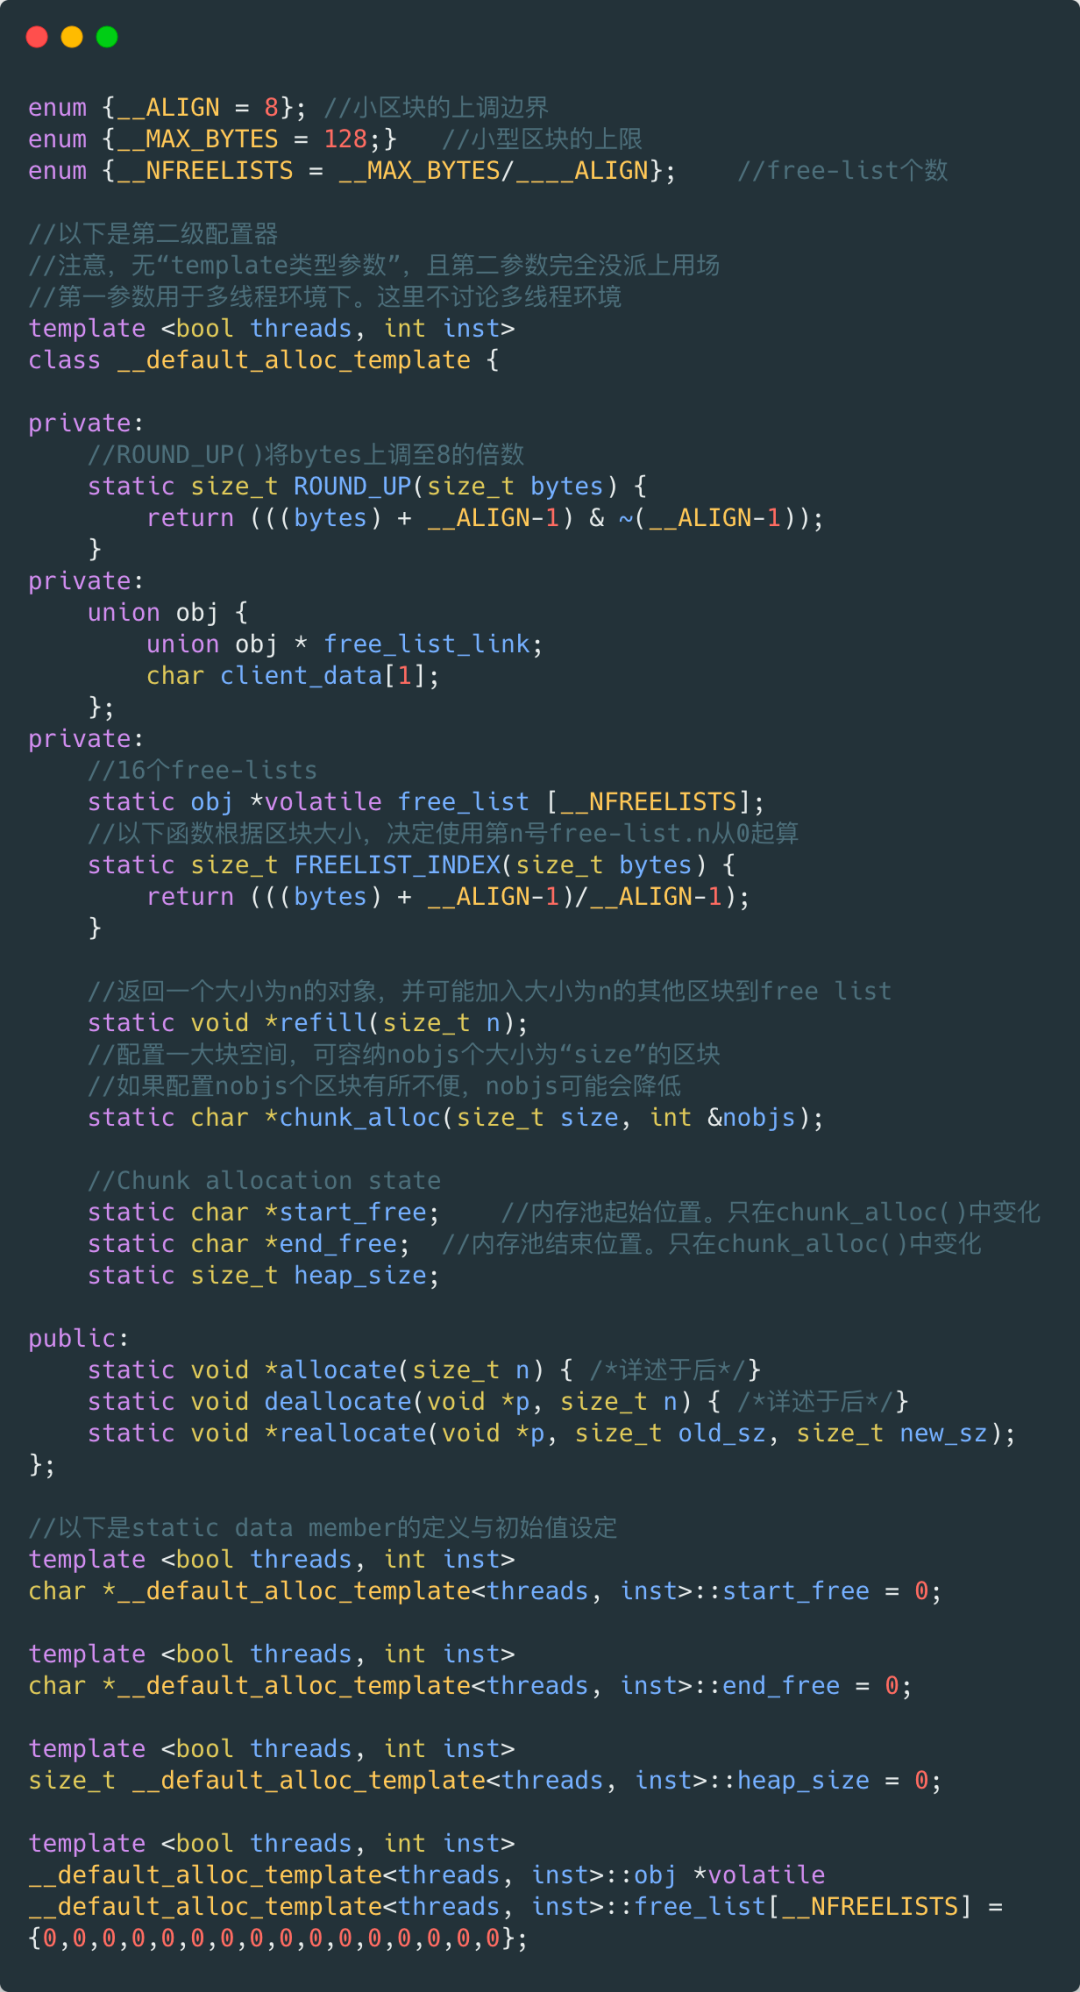 enum {__ALIGN = 8}; //小区块的上调边界
enum {__MAX_BYTES = 128;}   //小型区块的上限
enum {__NFREELISTS = __MAX_BYTES/____ALIGN};    //free-list个数

//以下是第二级配置器
//注意，无“template类型参数”，且第二参数完全没派上用场
//第一参数用于多线程环境下。这里不讨论多线程环境
template <bool threads, int inst>
class __default_alloc_template {

private:
    //ROUND_UP()将bytes上调至8的倍数
    static size_t ROUND_UP(size_t bytes) {
        return (((bytes) + __ALIGN-1) & ~(__ALIGN-1));
    }
private:
    union obj {
        union obj * free_list_link;
        char client_data[1];
    };
private:
    //16个free-lists
    static obj *volatile free_list [__NFREELISTS];
    //以下函数根据区块大小，决定使用第n号free-list.n从0起算
    static size_t FREELIST_INDEX(size_t bytes) {
        return (((bytes) + __ALIGN-1)/__ALIGN-1);
    }

    //返回一个大小为n的对象，并可能加入大小为n的其他区块到free list
    static void *refill(size_t n);
    //配置一大块空间，可容纳nobjs个大小为“size”的区块
    //如果配置nobjs个区块有所不便，nobjs可能会降低
    static char *chunk_alloc(size_t size, int &nobjs);

    //Chunk allocation state
    static char *start_free;    //内存池起始位置。只在chunk_alloc()中变化
    static char *end_free;  //内存池结束位置。只在chunk_alloc()中变化
    static size_t heap_size;

public:
    static void *allocate(size_t n) { /*详述于后*/}
    static void deallocate(void *p, size_t n) { /*详述于后*/}
    static void *reallocate(void *p, size_t old_sz, size_t new_sz);
};

//以下是static data member的定义与初始值设定
template <bool threads, int inst>
char *__default_alloc_template<threads, inst>::start_free = 0;

template <bool threads, int inst>
char *__default_alloc_template<threads, inst>::end_free = 0;

template <bool threads, int inst>
size_t __default_alloc_template<threads, inst>::heap_size = 0;

template <bool threads, int inst>
__default_alloc_template<threads, inst>::obj *volatile
__default_alloc_template<threads, inst>::free_list[__NFREELISTS] =
{0,0,0,0,0,0,0,0,0,0,0,0,0,0,0,0};